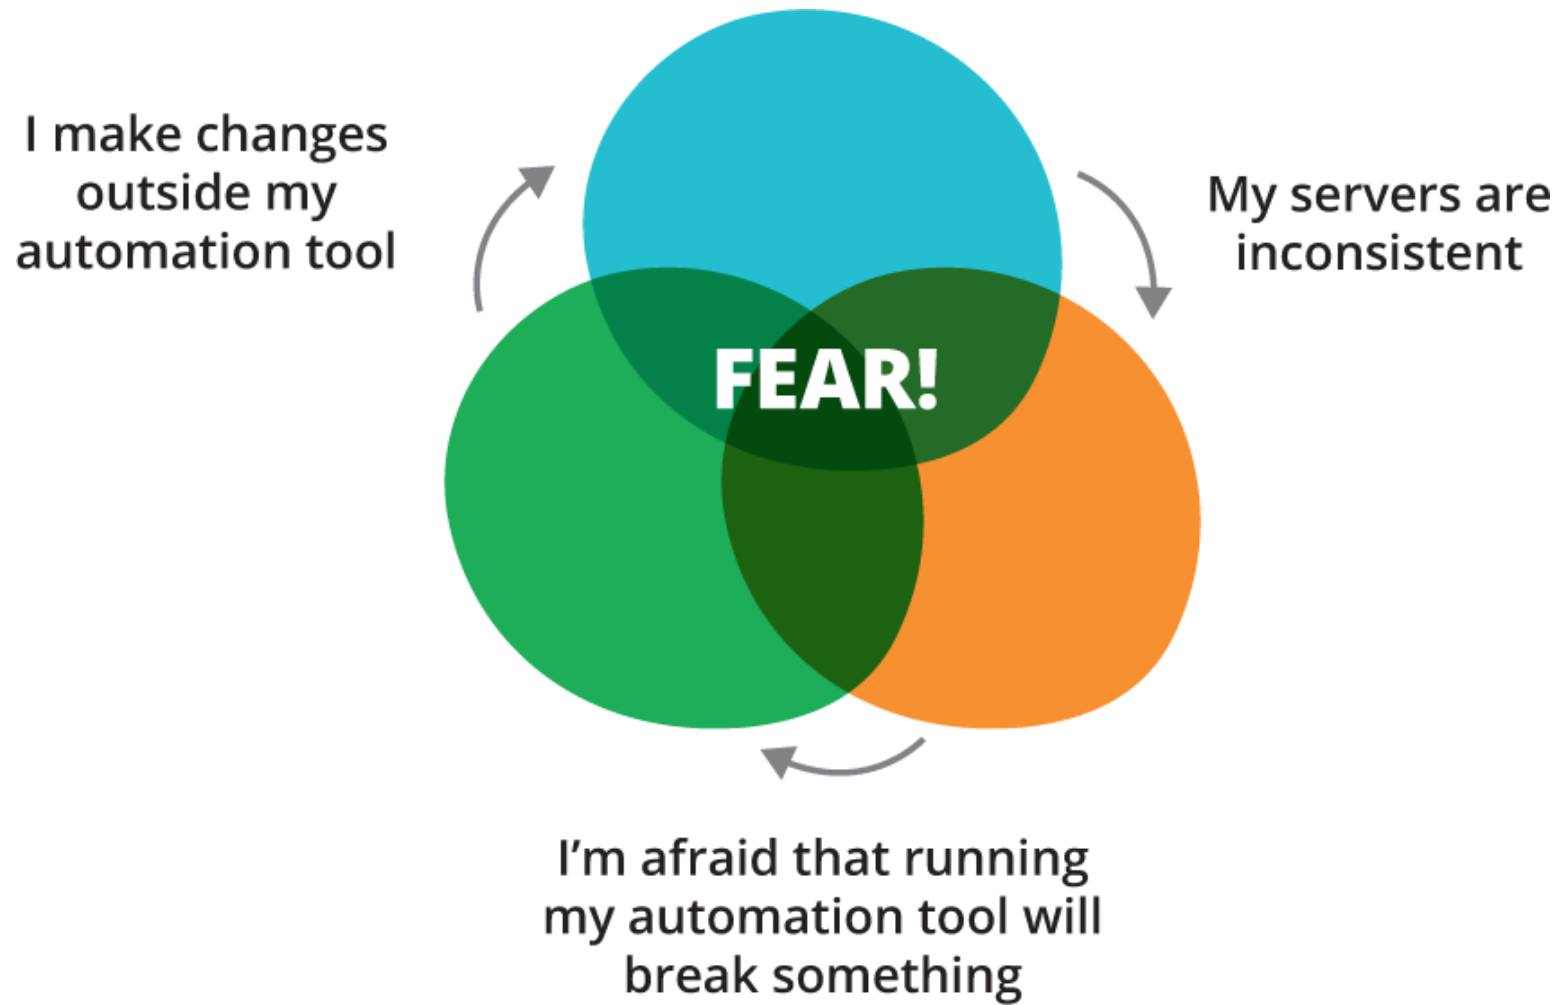 I make changes
outside my
automation tool
My servers are
inconsistent
FEAR!
I’m afraid that running
my automation tool will
break something